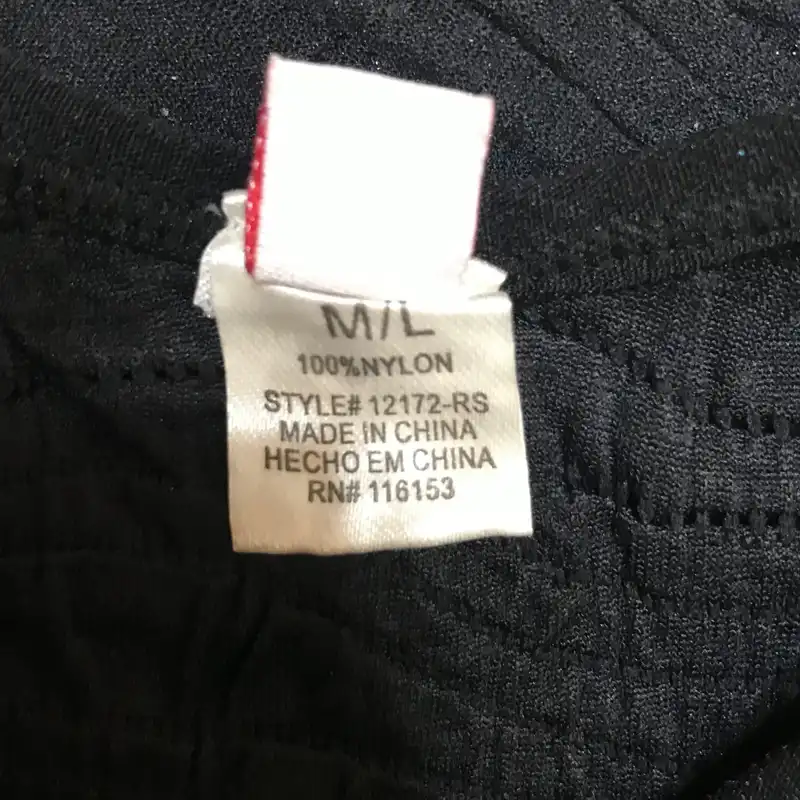 M/L
100%NYLON
STYLE# 12172-RS
MADE IN CHINA
HECHO EM CHINA
RN# 116153